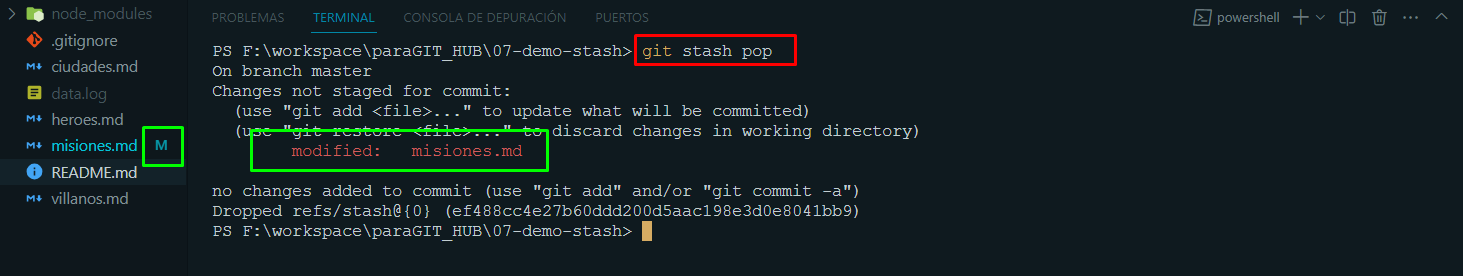 node_modules
.gitignore
ciudades.md
data.log
heroes.md
misiones.md M
README.md
villanos.md
PROBLEMAS TERMINAL CONSOLA DE DEPURACIÓN PUERTOS powershell
PS F:\workspace\paraGIT_HUB\07-demo-stash> git stash pop
On branch master
Changes not staged for commit:
(use "git add <file>..." to update what will be committed)
(use "git restore <file>..." to discard changes in working directory)
modified: misiones.md
no changes added to commit (use "git add" and/or "git commit -a")
Dropped refs/stash@{0} (ef488cc4e27b60ddd200d5aac198e3d0e8041bb9)
PS F:\workspace\paraGIT_HUB\07-demo-stash>